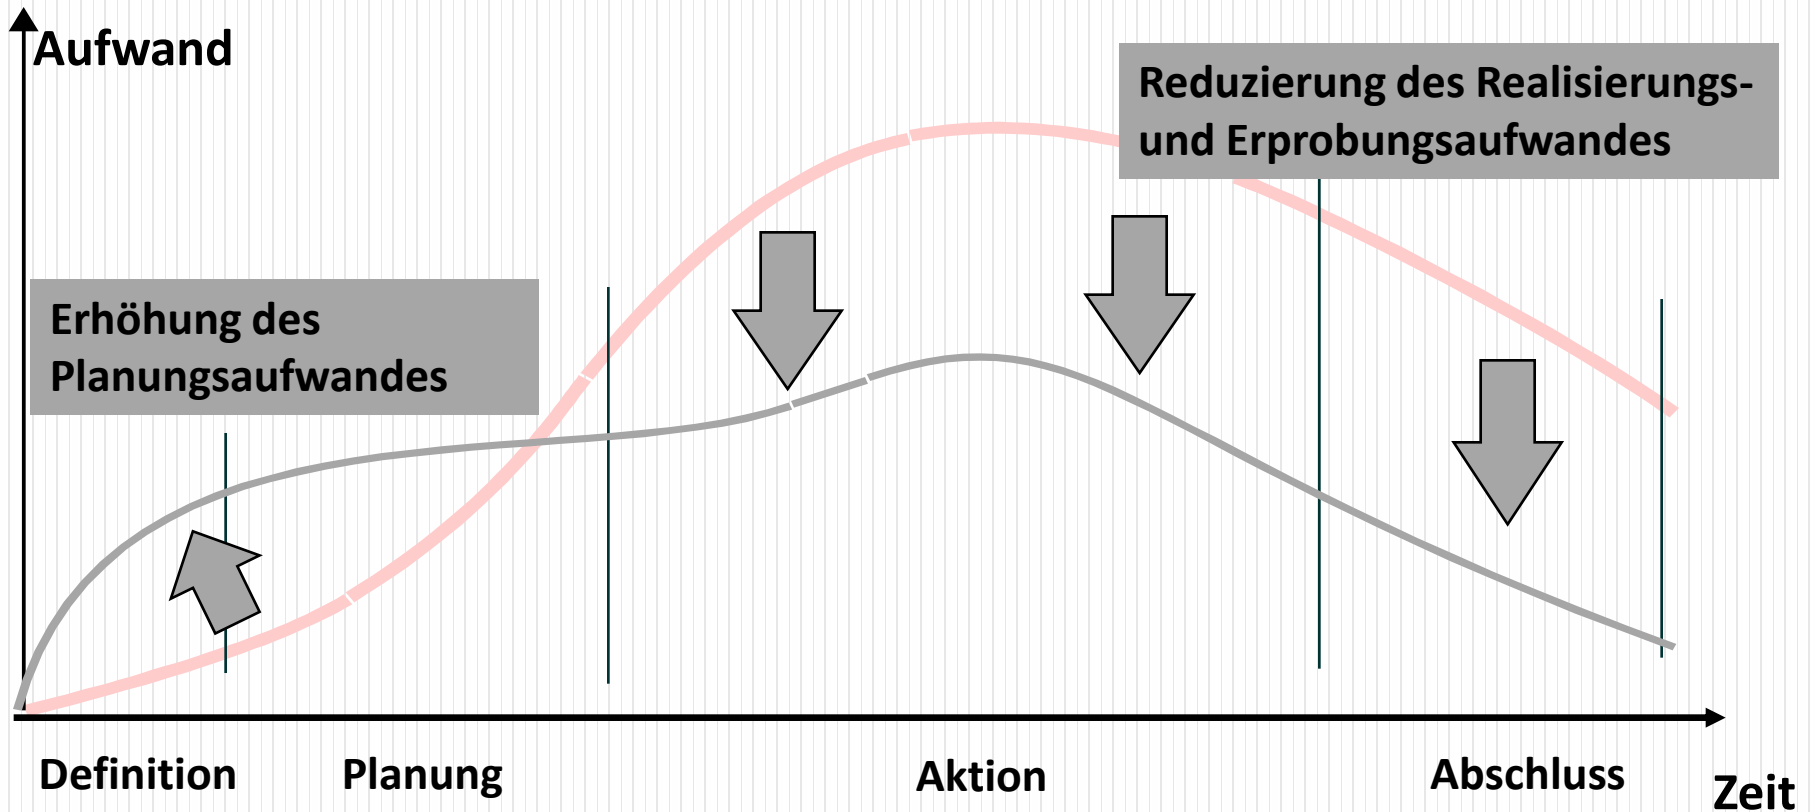 Aufwand
Reduzierung des Realisierungs-
und Erprobungsaufwandes
Erhöhung des
Planungsaufwandes
Definition
Planung
Aktion
Abschluss
Zeit